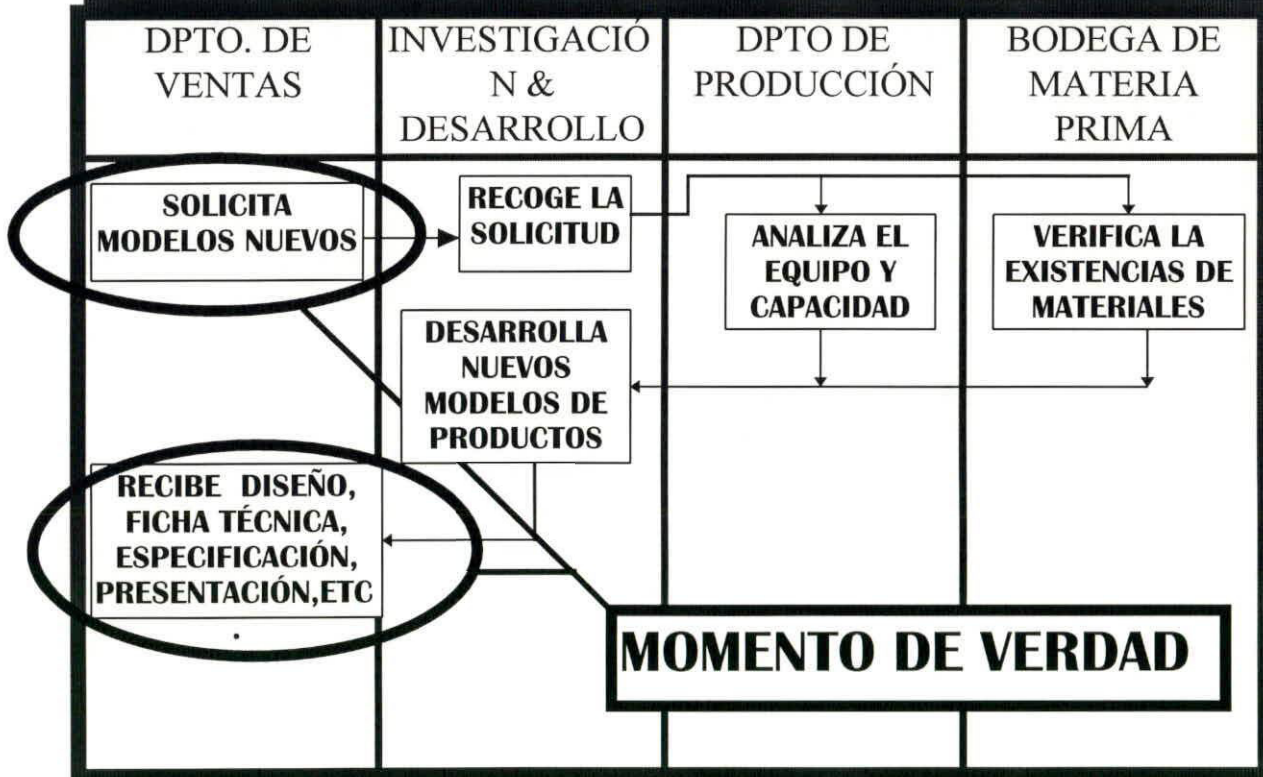 DPTO. DE
VENTAS
INVESTIGACIÓ
N &
DESARROLLO
DPTO DE
PRODUCCIÓN
BODEGA DE
MATERIA
PRIMA
SOLICITA
MODELOS NUEVOS
RECOGE LA
SOLICITUD
ANALIZA EL
EQUIPO Y
CAPACIDAD
VERIFICA LA
EXISTENCIAS DE
MATERIALES
DESARROLLA
NUEVOS
MODELOS DE
PRODUCTOS
RECIBE DISEÑO,
FICHA TÉCNICA,
ESPECIFICACIÓN,
PRESENTACIÓN,ETC
.
MOMENTO DE VERDAD